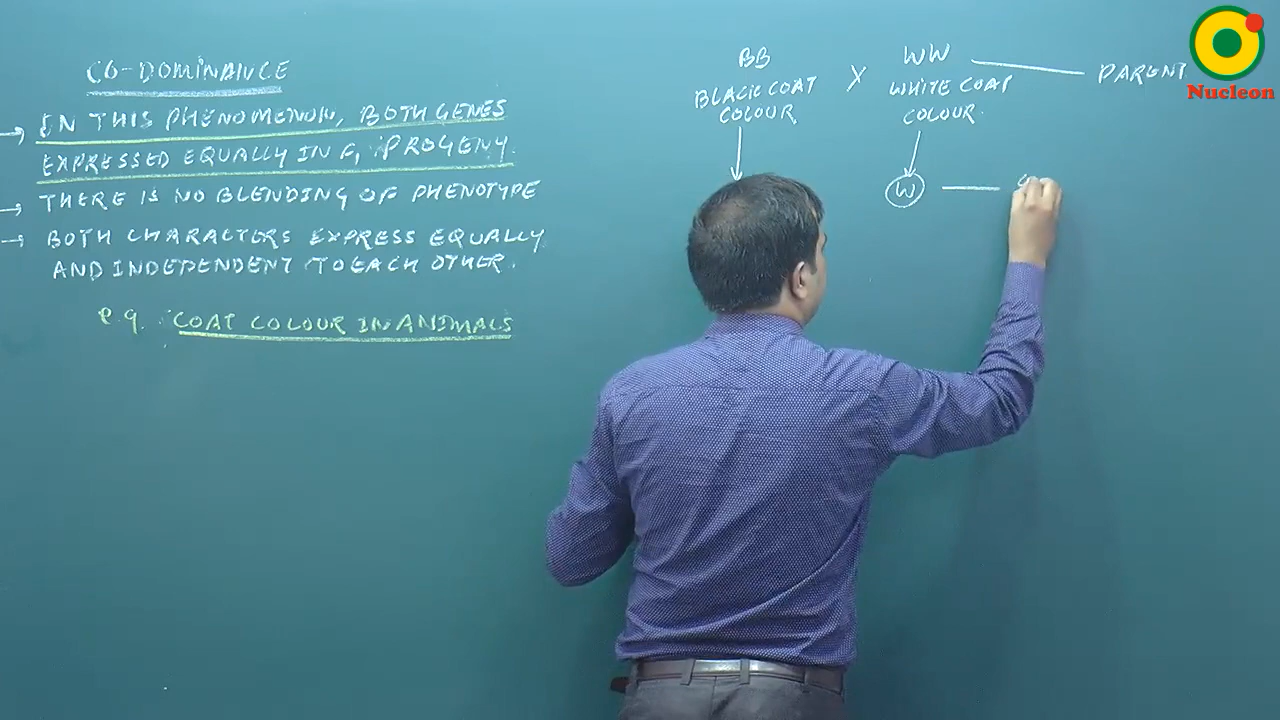 CO-DOMINANCE
→ IN THIS PHENOMENON, BOTH GENES
EXPRESSED EQUALLY IN F₁ PROGENY.
→ THERE IS NO BLENDING OF PHENOTYPE
→ BOTH CHARACTERS EXPRESS EQUALLY
AND INDEPENDENT TO EACH OTHER.
e.g. COAT COLOUR IN ANIMALS
BB X WW — PARENT
BLACK COAT WHITE COAT
COLOUR, COLOUR.
W —
Nucleon